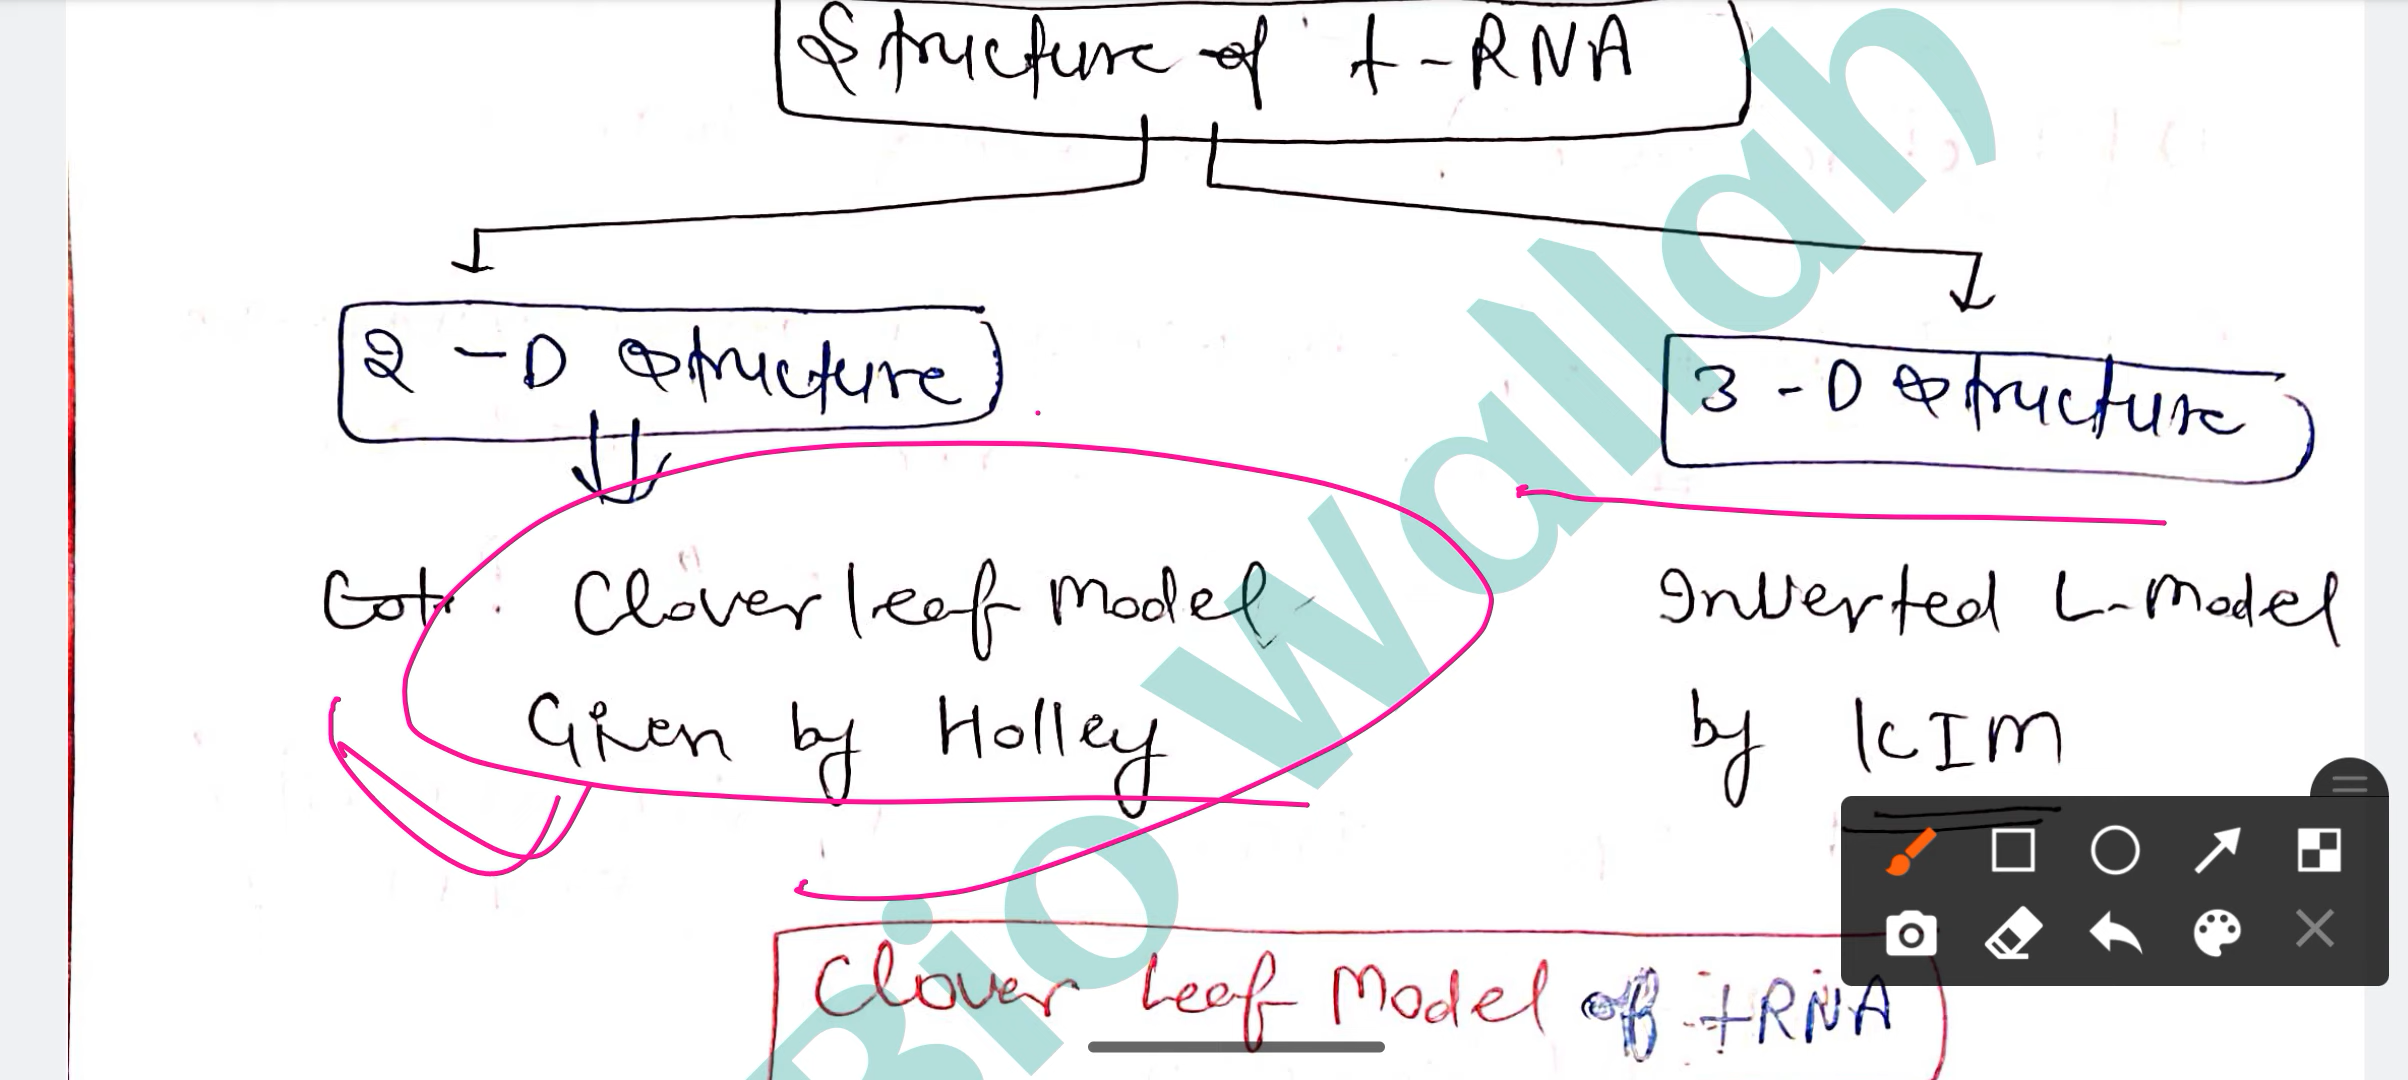 Structure of t-RNA
2-D Structure
3-D Structure
Clover leaf Model
Given by Holley
Inverted L-Model
by KIM
Clover Leaf Model of tRNA
Bio Wallah